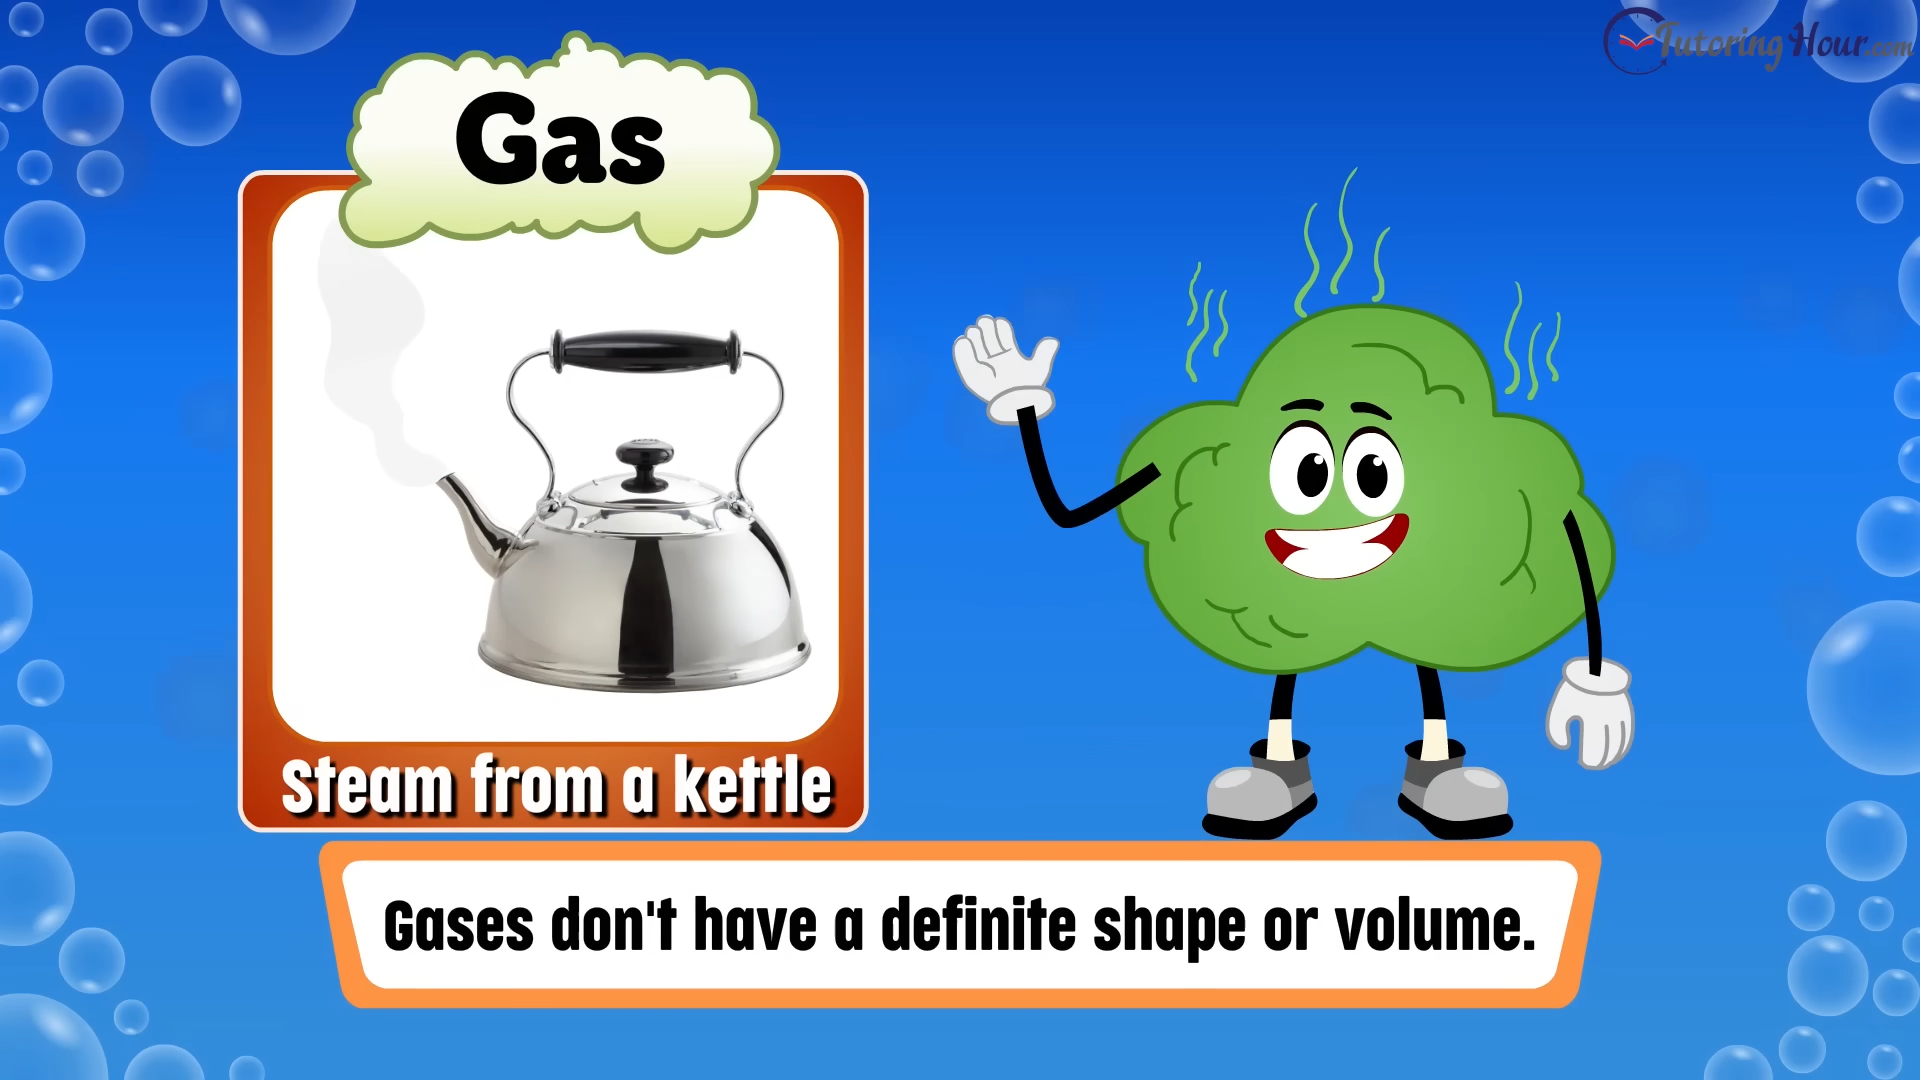 TutoringHour.com
Gas
Steam from a kettle
Gases don't have a definite shape or volume.